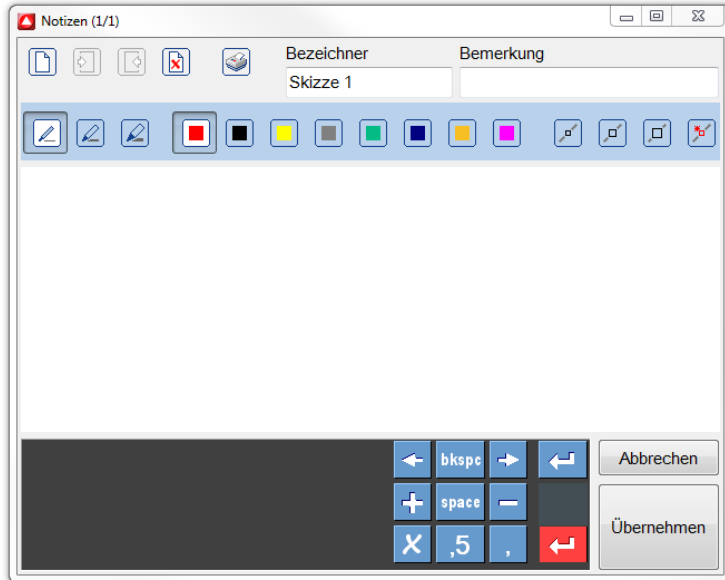 Notizen (1/1)
Bezeichner Bemerkung
Skizze 1
bkspc
Abbrechen
space
Übernehmen
,5 ,